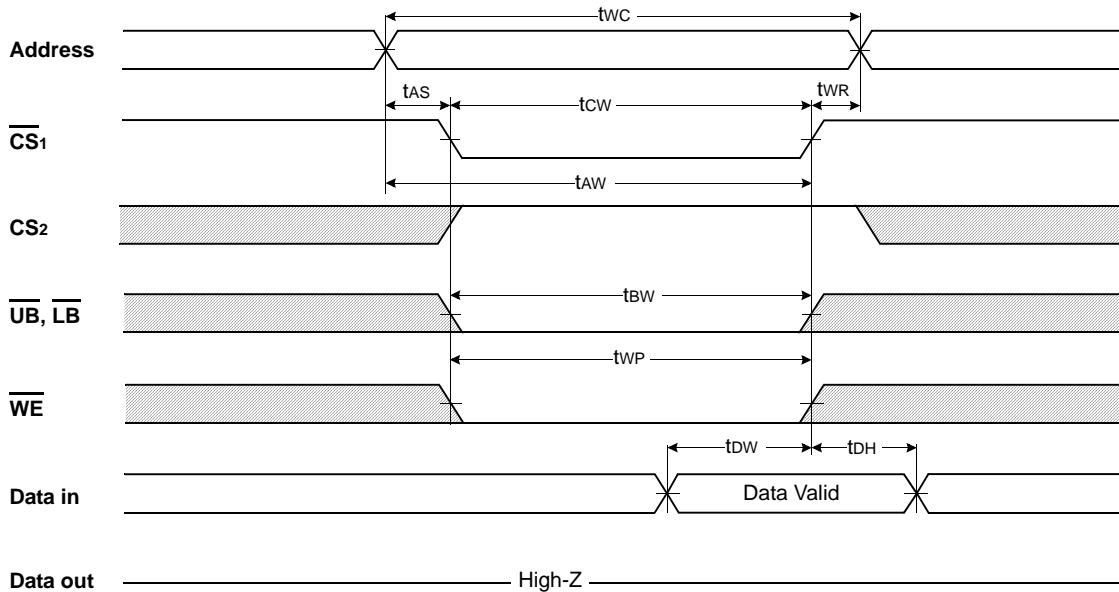 tWC
Address
tAS
tCW
tWR
CS1
tAW
CS2
tBW
UB, LB
tWP
WE
tDW
tDH
Data in
Data Valid
Data out
High-Z